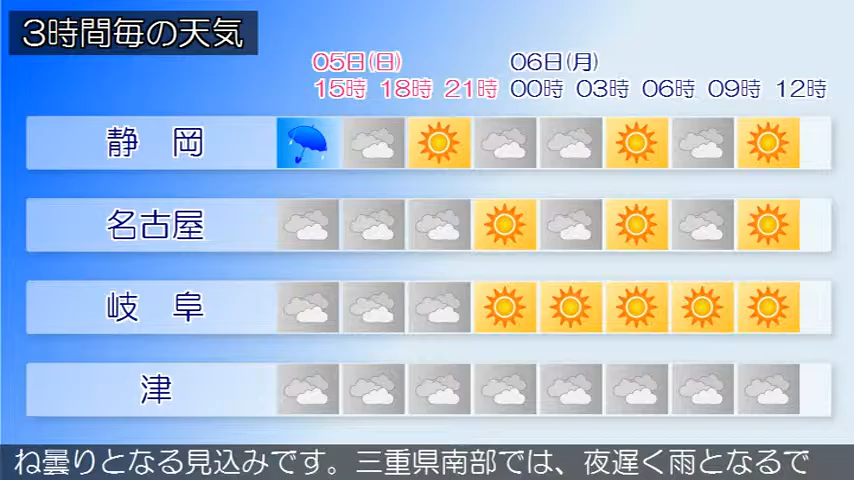 3時間毎の天気
05日(日) 06日(月)
15時 18時 21時 00時 03時 06時 09時 12時
静　岡
名古屋
岐　阜
津
ね曇りとなる見込みです。三重県南部では、夜遅く雨となるで